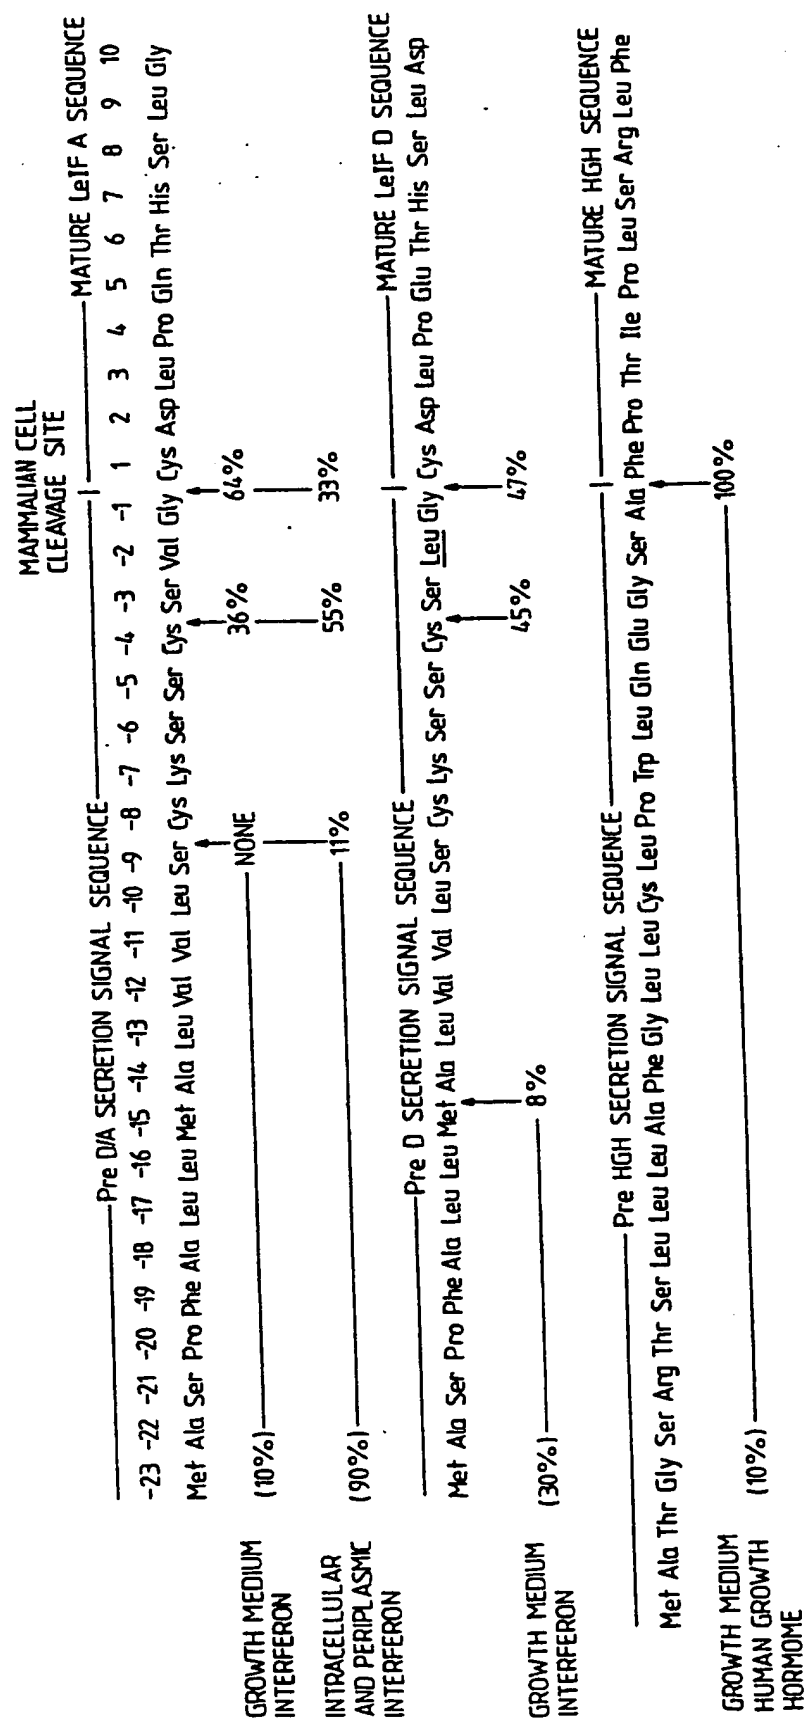 MAMMALIAN CELL
CLEAVAGE SITE
Pre D/A SECRETION SIGNAL SEQUENCE
MATURE LeIF A SEQUENCE
-23 -22 -21 -20 -19 -18 -17 -16 -15 -14 -13 -12 -11 -10 -9 -8 -7 -6 -5 -4 -3 -2 -1 1 2 3 4 5 6 7 8 9 10
Met Ala Ser Pro Phe Ala Leu Leu Met Ala Leu Val Val Leu Ser Cys Lys Ser Ser Cys Ser Val Gly Cys Asp Leu Pro Gln Thr His Ser Leu Gly
GROWTH MEDIUM
INTERFERON
(10%) NONE 36% 64%
INTRACELLULAR
AND PERIPLASMIC
INTERFERON
(90%) 11% 55% 33%
Pre D SECRETION SIGNAL SEQUENCE
MATURE LeIF D SEQUENCE
Met Ala Ser Pro Phe Ala Leu Leu Met Ala Leu Val Val Leu Ser Cys Lys Ser Ser Cys Ser Leu Gly Cys Asp Leu Pro Glu Thr His Ser Leu Asp
GROWTH MEDIUM
INTERFERON
(30%) 8% 45% 47%
Pre HGH SECRETION SIGNAL SEQUENCE
MATURE HGH SEQUENCE
Met Ala Thr Gly Ser Arg Thr Ser Leu Leu Leu Ala Phe Gly Leu Leu Cys Leu Pro Trp Leu Gln Glu Gly Ser Ala Phe Pro Thr Ile Pro Leu Ser Arg Leu Phe
GROWTH MEDIUM
HUMAN GROWTH
HORMOME
(10%) 100%